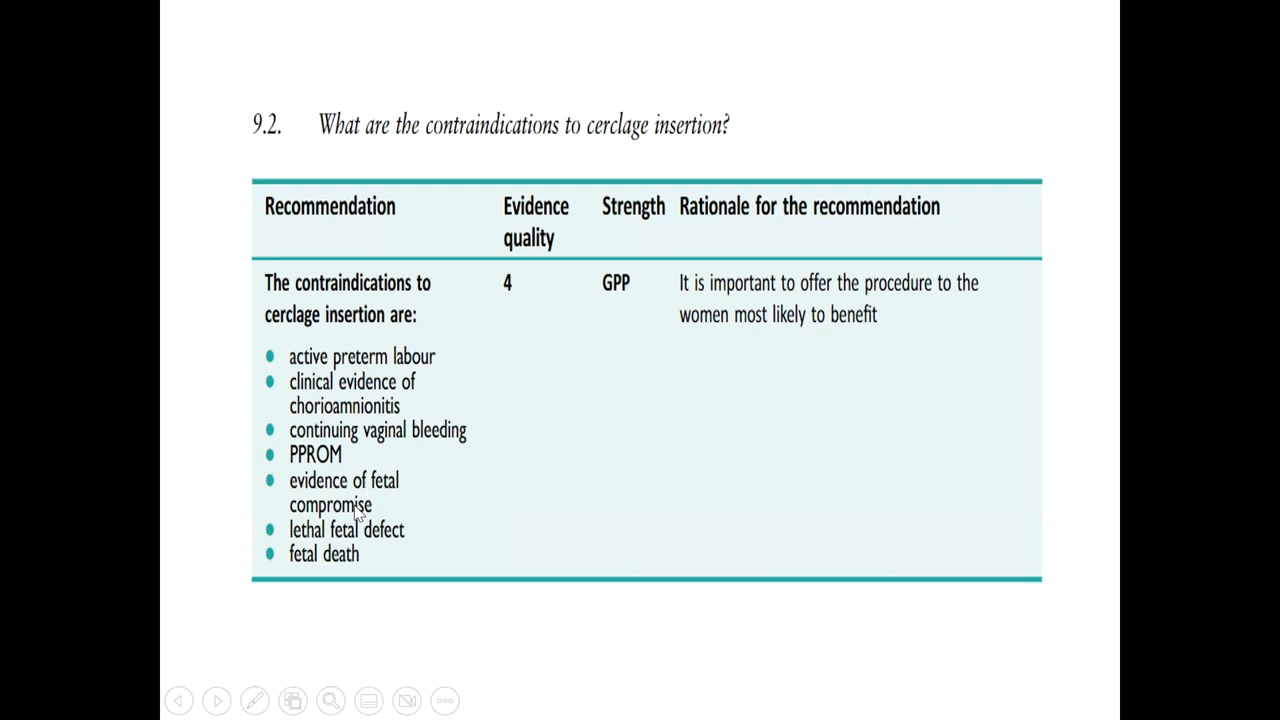 9.2. What are the contraindications to cerclage insertion?
Recommendation Evidence quality Strength Rationale for the recommendation
The contraindications to
cerclage insertion are:
4 GPP It is important to offer the procedure to the
women most likely to benefit
active preterm labour
clinical evidence of
chorioamnionitis
continuing vaginal bleeding
PPROM
evidence of fetal
compromise
lethal fetal defect
fetal death